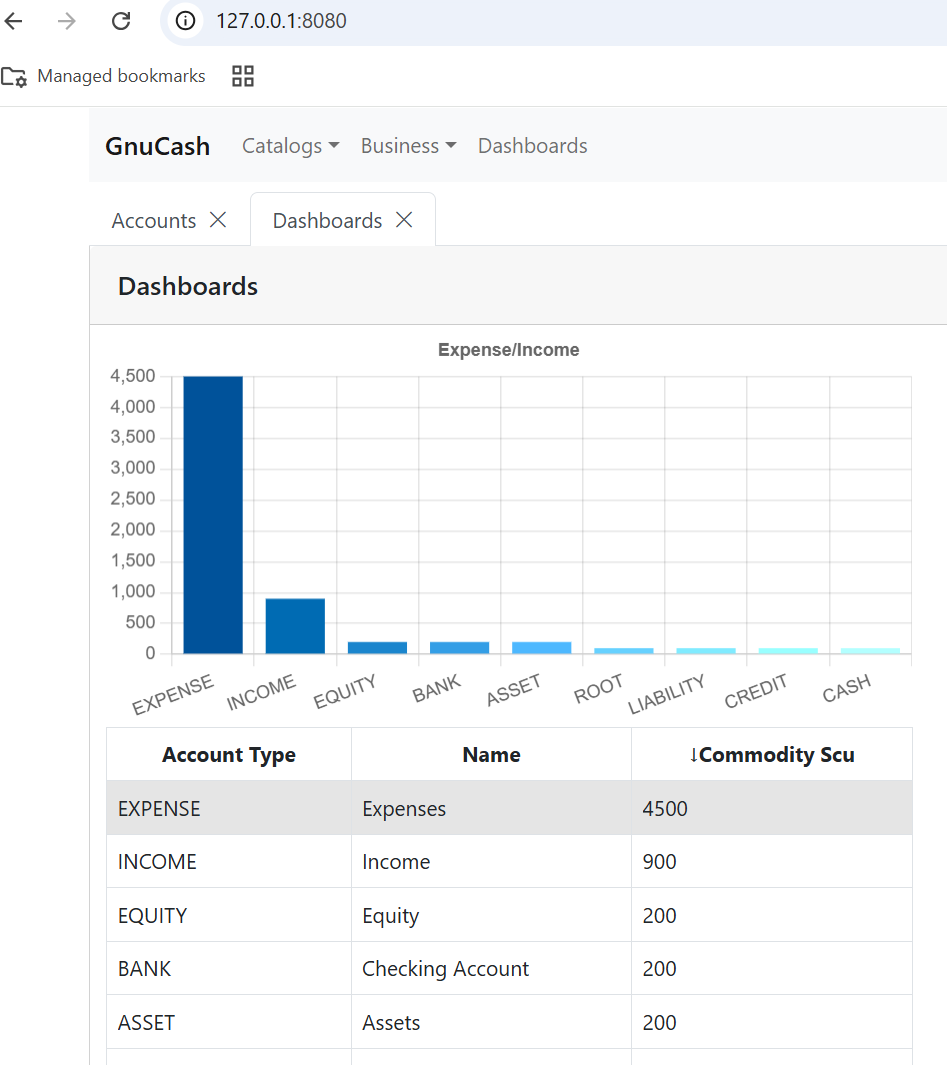 127.0.0.1:8080
Managed bookmarks
GnuCash Catalogs Business Dashboards
Accounts Dashboards
Dashboards
Expense/Income
4,500
4,000
3,500
3,000
2,500
2,000
1,500
1,000
500
0
EXPENSE INCOME EQUITY BANK ASSET ROOT LIABILITY CREDIT CASH
Account Type Name ↓Commodity Scu
EXPENSE Expenses 4500
INCOME Income 900
EQUITY Equity 200
BANK Checking Account 200
ASSET Assets 200